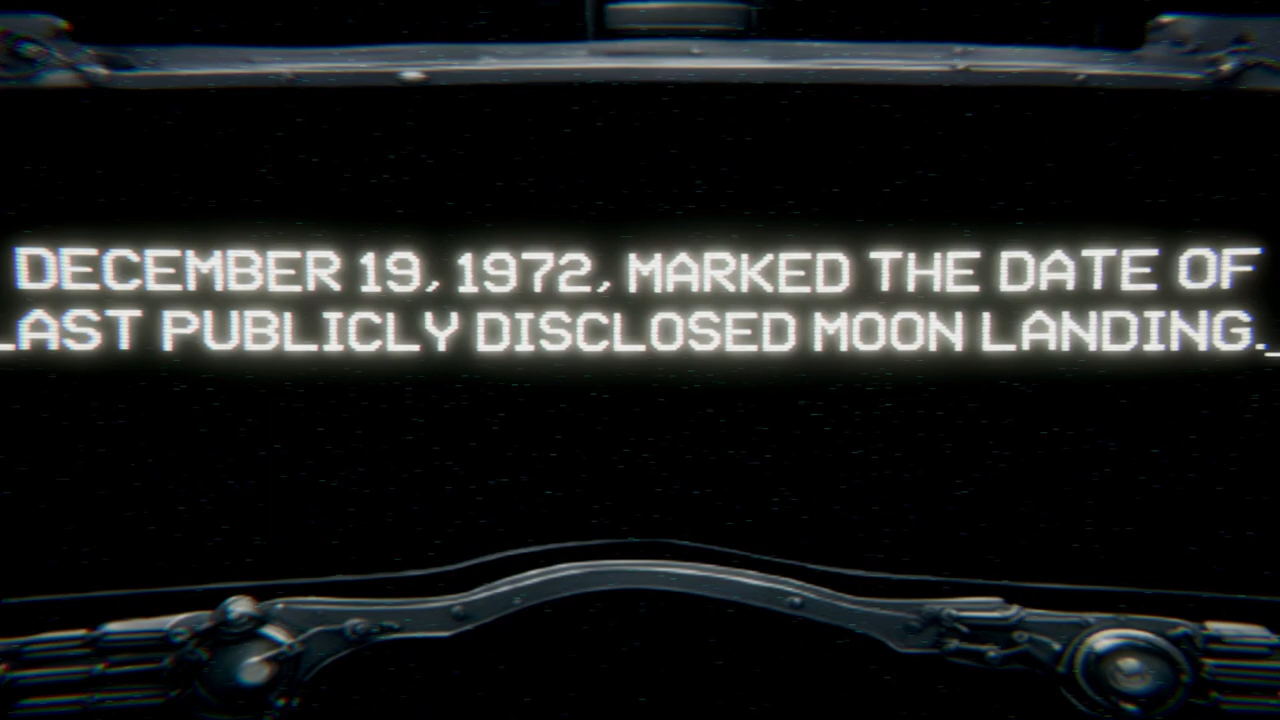 DECEMBER 19, 1972, MARKED THE DATE OF
LAST PUBLICLY DISCLOSED MOON LANDING._